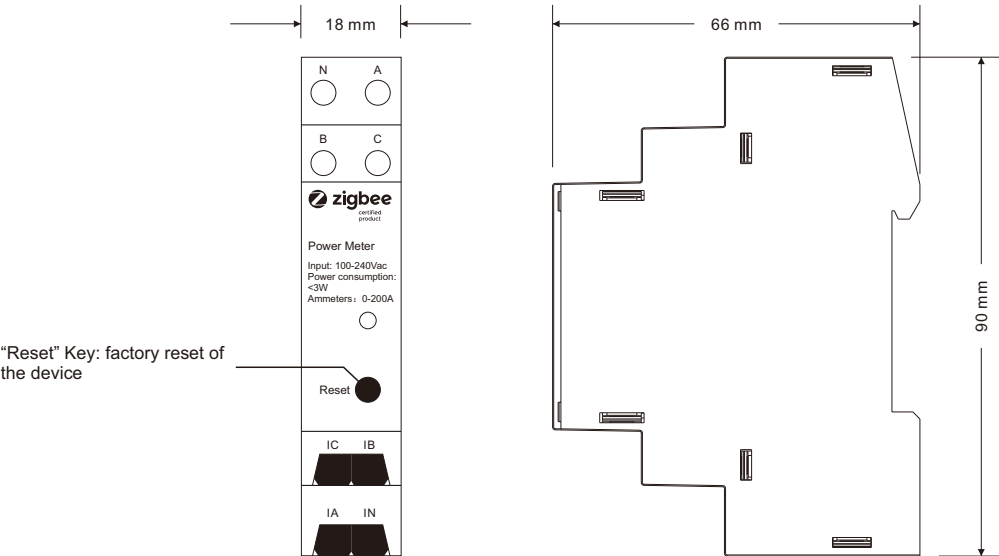 18 mm
66 mm
N A
B C
zigbee
certified
product
Power Meter
Input: 100-240Vac
Power consumption:
<3W
Ammeters：0-200A
90 mm
“Reset” Key: factory reset of
the device
Reset
IC IB
IA IN